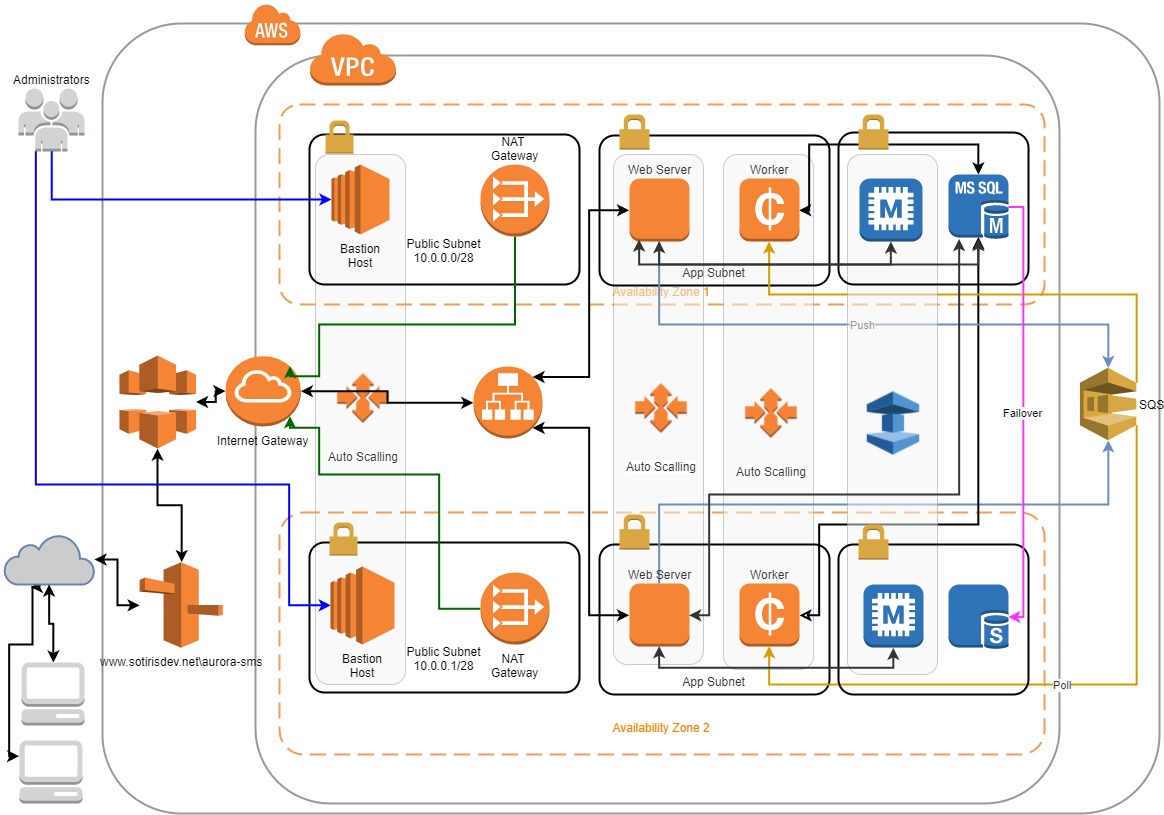 AWS
VPC
Administrators
NAT
Gateway
Web Server
Worker
MS SQL
M
M
Bastion
Host
Public Subnet
10.0.0.0/28
App Subnet
Availability Zone 1
Push
Failover
SQS
Internet Gateway
Auto Scalling
Auto Scalling
Auto Scalling
Web Server
Worker
M
S
www.sotirisdev.net\aurora-sms
Bastion
Host
Public Subnet
10.0.0.1/28
NAT
Gateway
App Subnet
Poll
Availability Zone 2